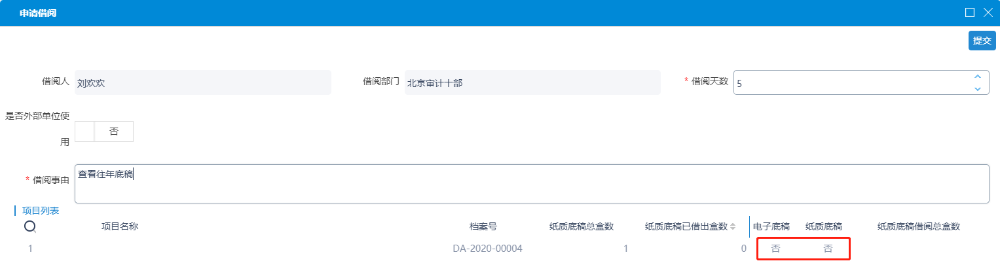 申请借阅
提交
借阅人 刘欢欢 借阅部门 北京审计十部 * 借阅天数 5
是否外部单位使
用 否
* 借阅事由 查看往年底稿
项目列表
项目名称 档案号 纸质底稿总盒数 纸质底稿已借出盒数 电子底稿 纸质底稿 纸质底稿借阅总盒数
1 DA-2020-00004 1 0 否 否